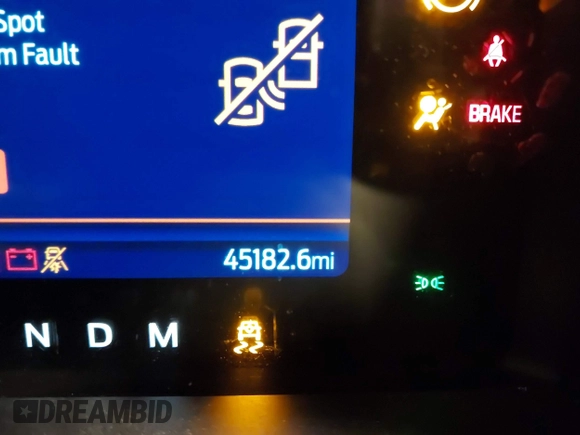 Spot
m Fault
BRAKE
45182.6mi
N D M
DREAMBID